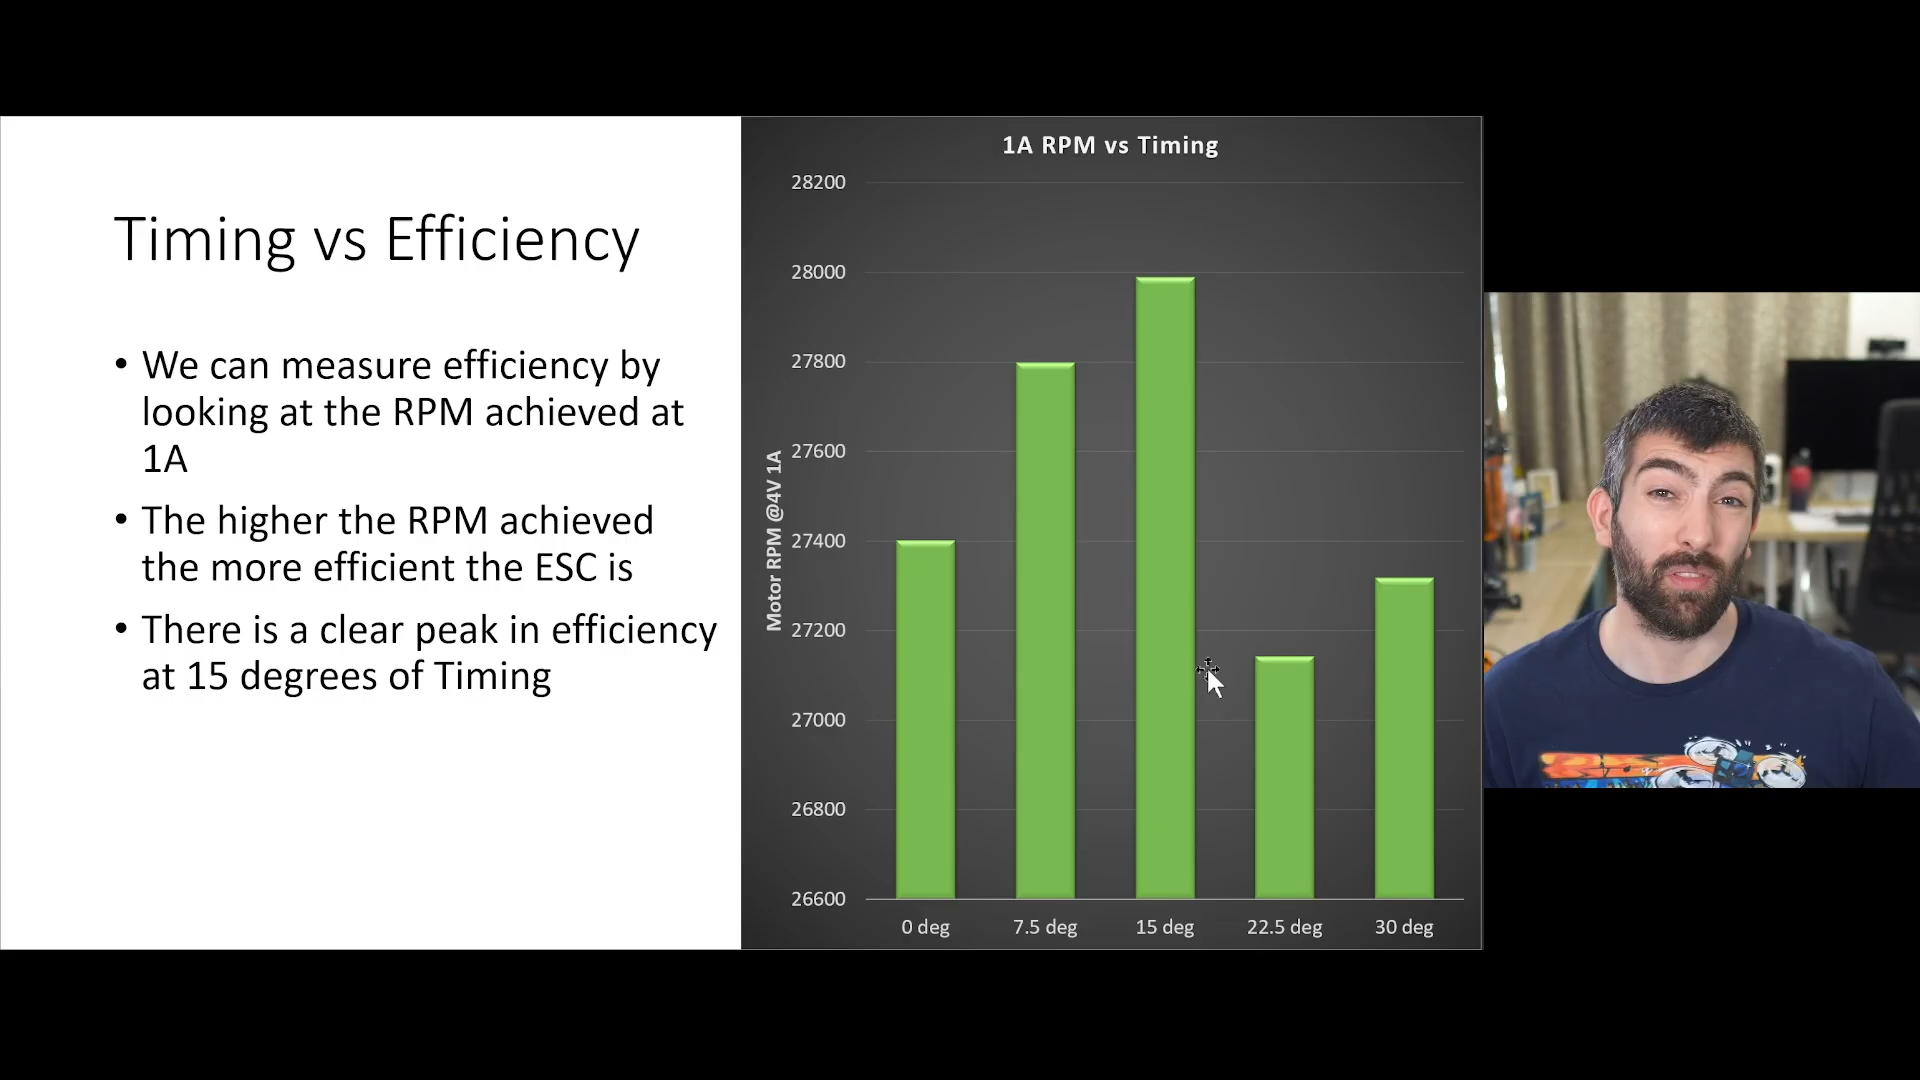 Timing vs Efficiency
• We can measure efficiency by
looking at the RPM achieved at
1A
• The higher the RPM achieved
the more efficient the ESC is
• There is a clear peak in efficiency
at 15 degrees of Timing
1A RPM vs Timing
Motor RPM @4V 1A
28200
28000
27800
27600
27400
27200
27000
26800
26600
0 deg 7.5 deg 15 deg 22.5 deg 30 deg